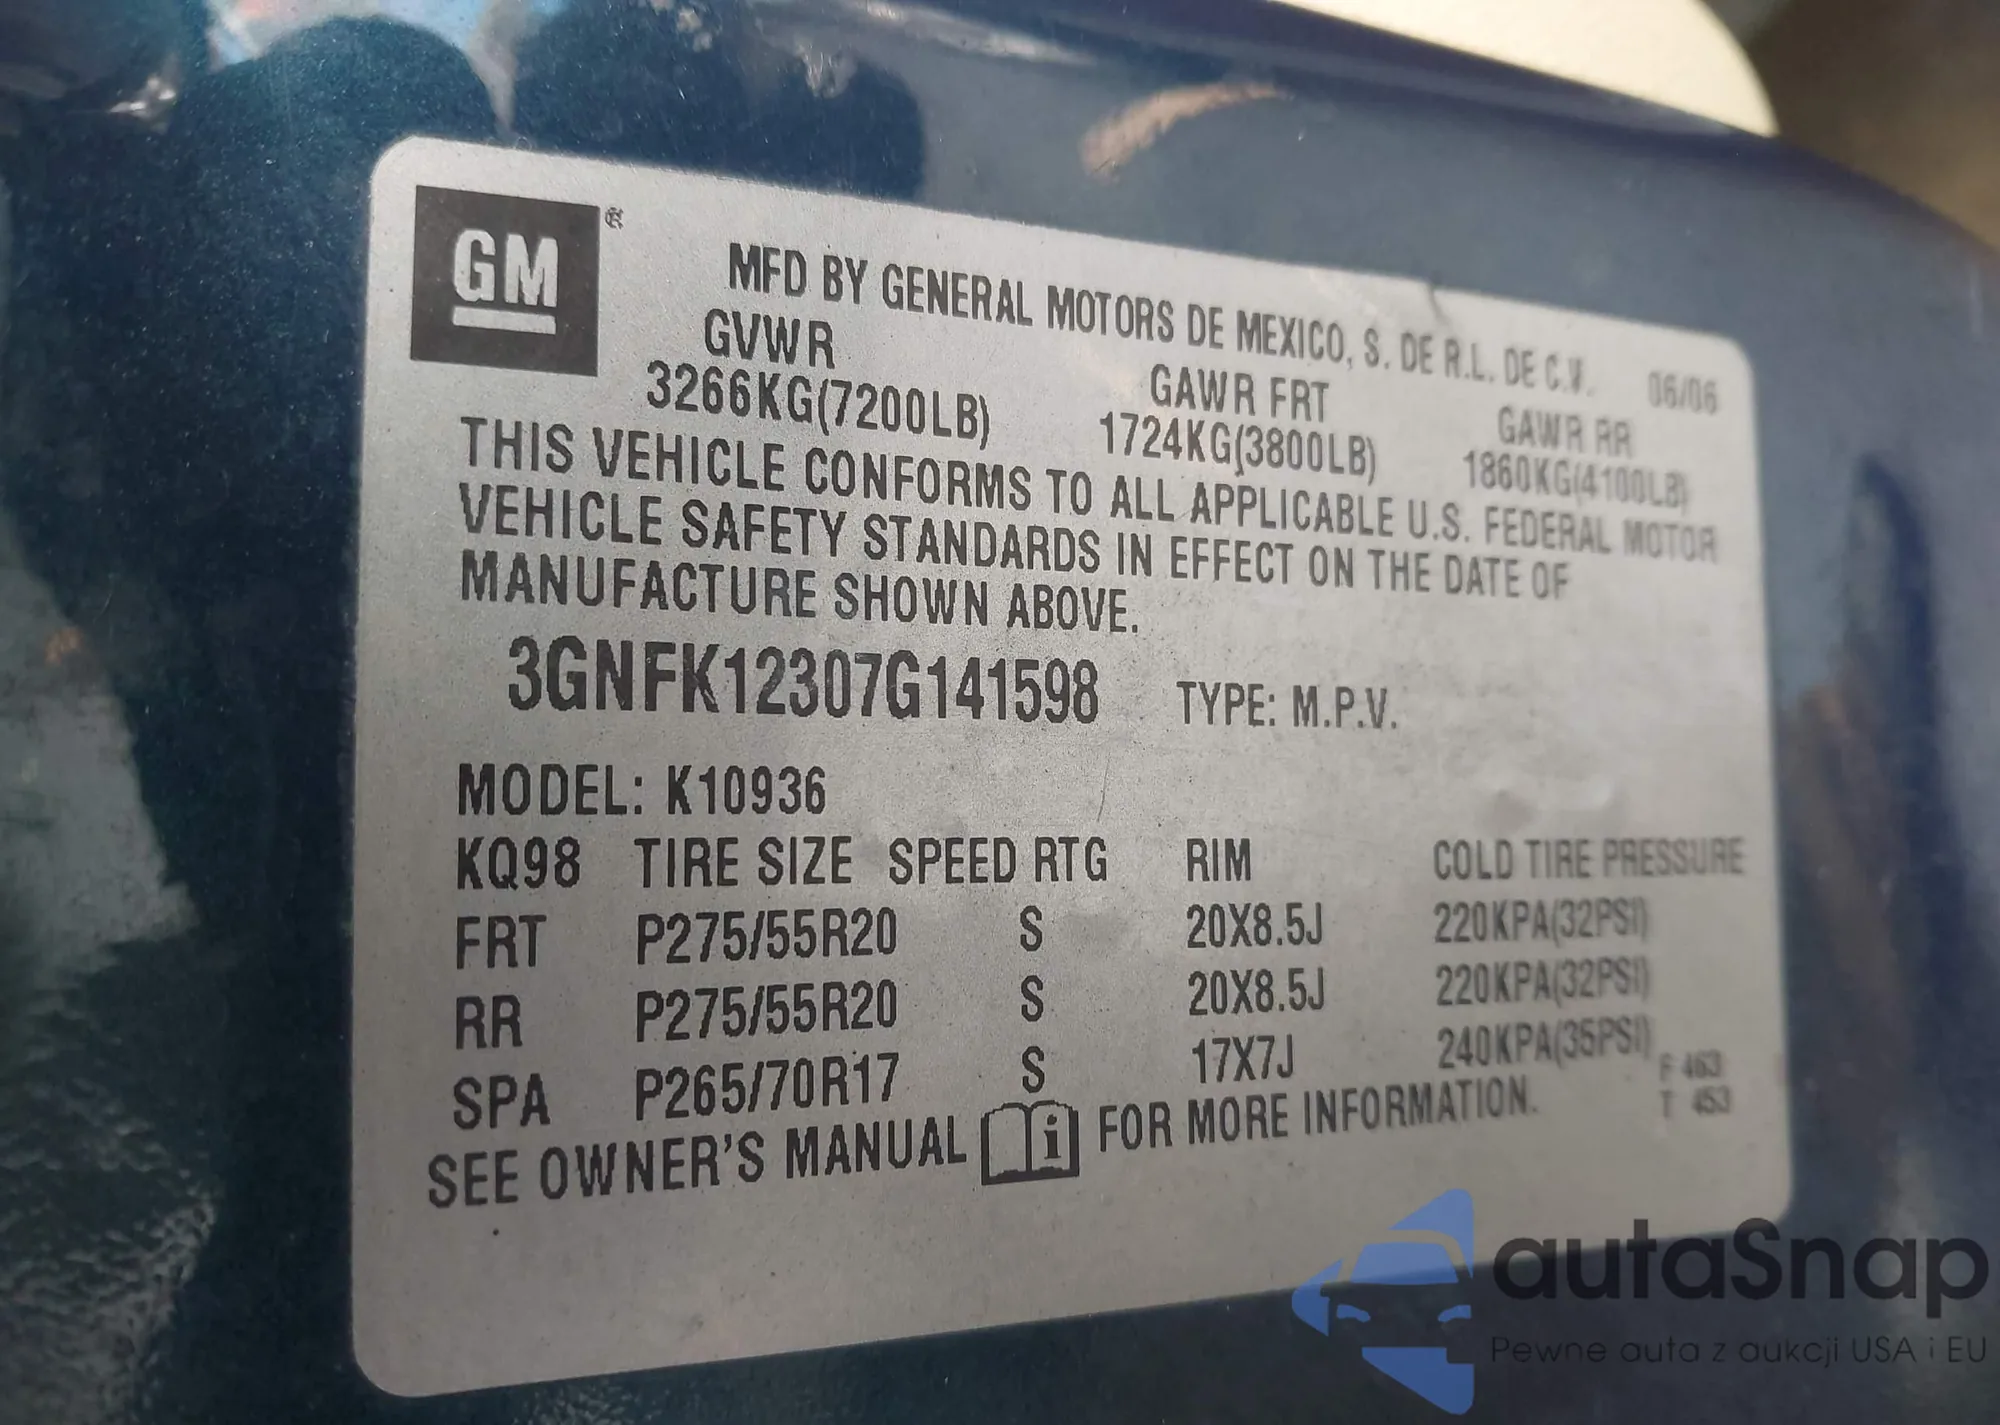 GM ®
MFD BY GENERAL MOTORS DE MEXICO, S. DE R.L. DE C.V. 06/06
GVWR GAWR FRT GAWR RR
3266KG(7200LB) 1724KG(3800LB) 1860KG(4100LB)
THIS VEHICLE CONFORMS TO ALL APPLICABLE U.S. FEDERAL MOTOR
VEHICLE SAFETY STANDARDS IN EFFECT ON THE DATE OF
MANUFACTURE SHOWN ABOVE.
3GNFK12307G141598 TYPE: M.P.V.
MODEL: K10936
KQ98 TIRE SIZE SPEED RTG RIM COLD TIRE PRESSURE
FRT P275/55R20 S 20X8.5J 220KPA(32PSI)
RR P275/55R20 S 20X8.5J 220KPA(32PSI)
SPA P265/70R17 S 17X7J 240KPA(35PSI)
F 463
T 453
SEE OWNER'S MANUAL i FOR MORE INFORMATION.
autaSnap
Pewne auta z aukcji USA i EU